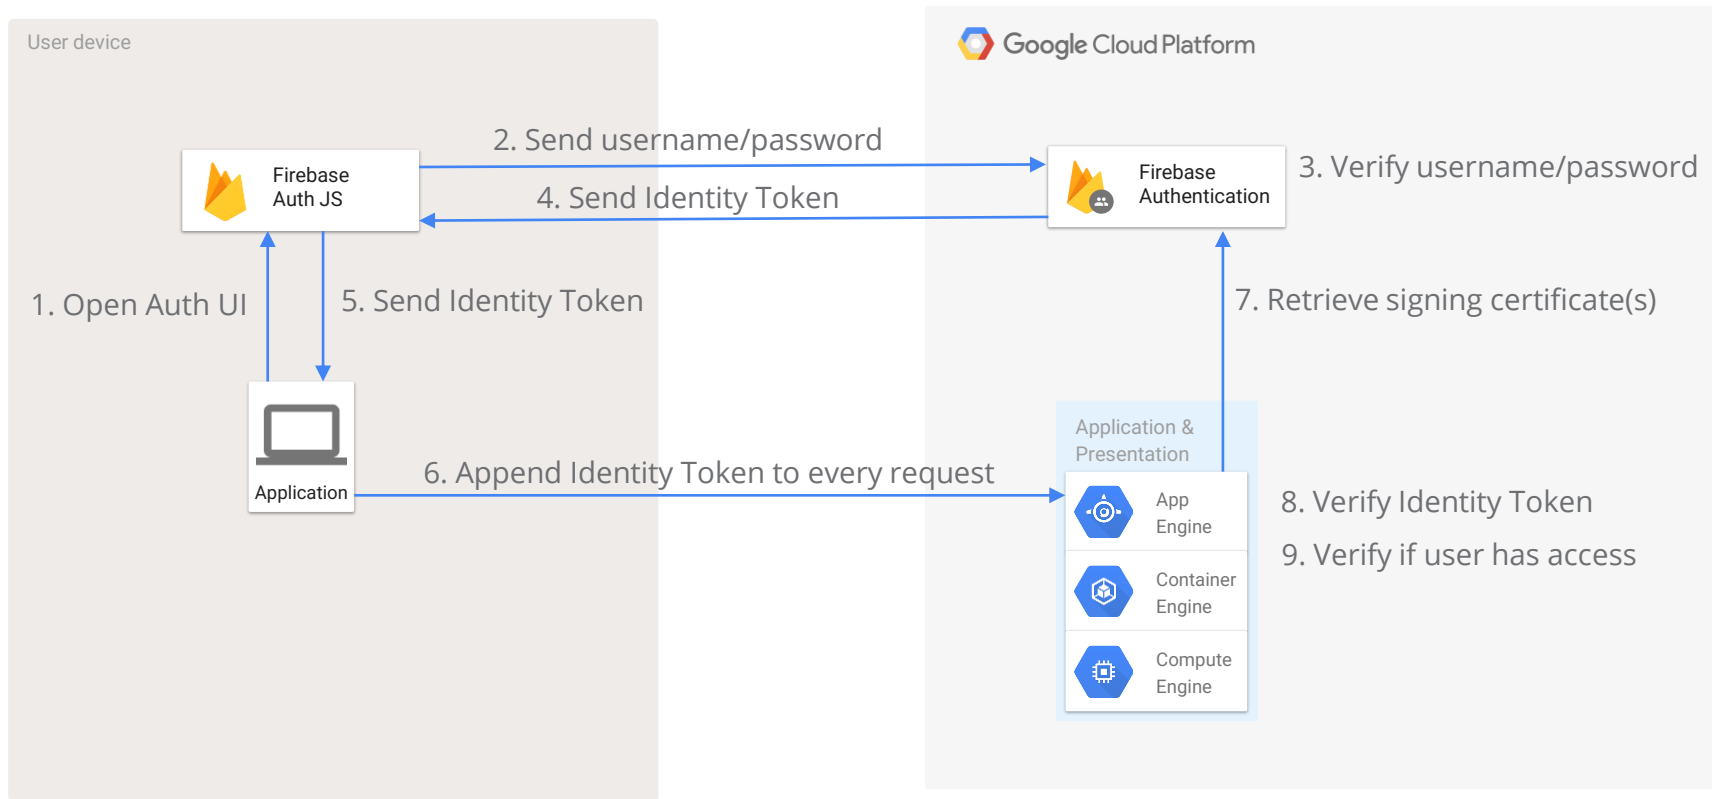 User device
Google Cloud Platform
2. Send username/password
Firebase
Auth JS
Firebase
Authentication
3. Verify username/password
4. Send Identity Token
1. Open Auth UI
5. Send Identity Token
7. Retrieve signing certificate(s)
Application &
Presentation
6. Append Identity Token to every request
Application
App
Engine
8. Verify Identity Token
9. Verify if user has access
Container
Engine
Compute
Engine